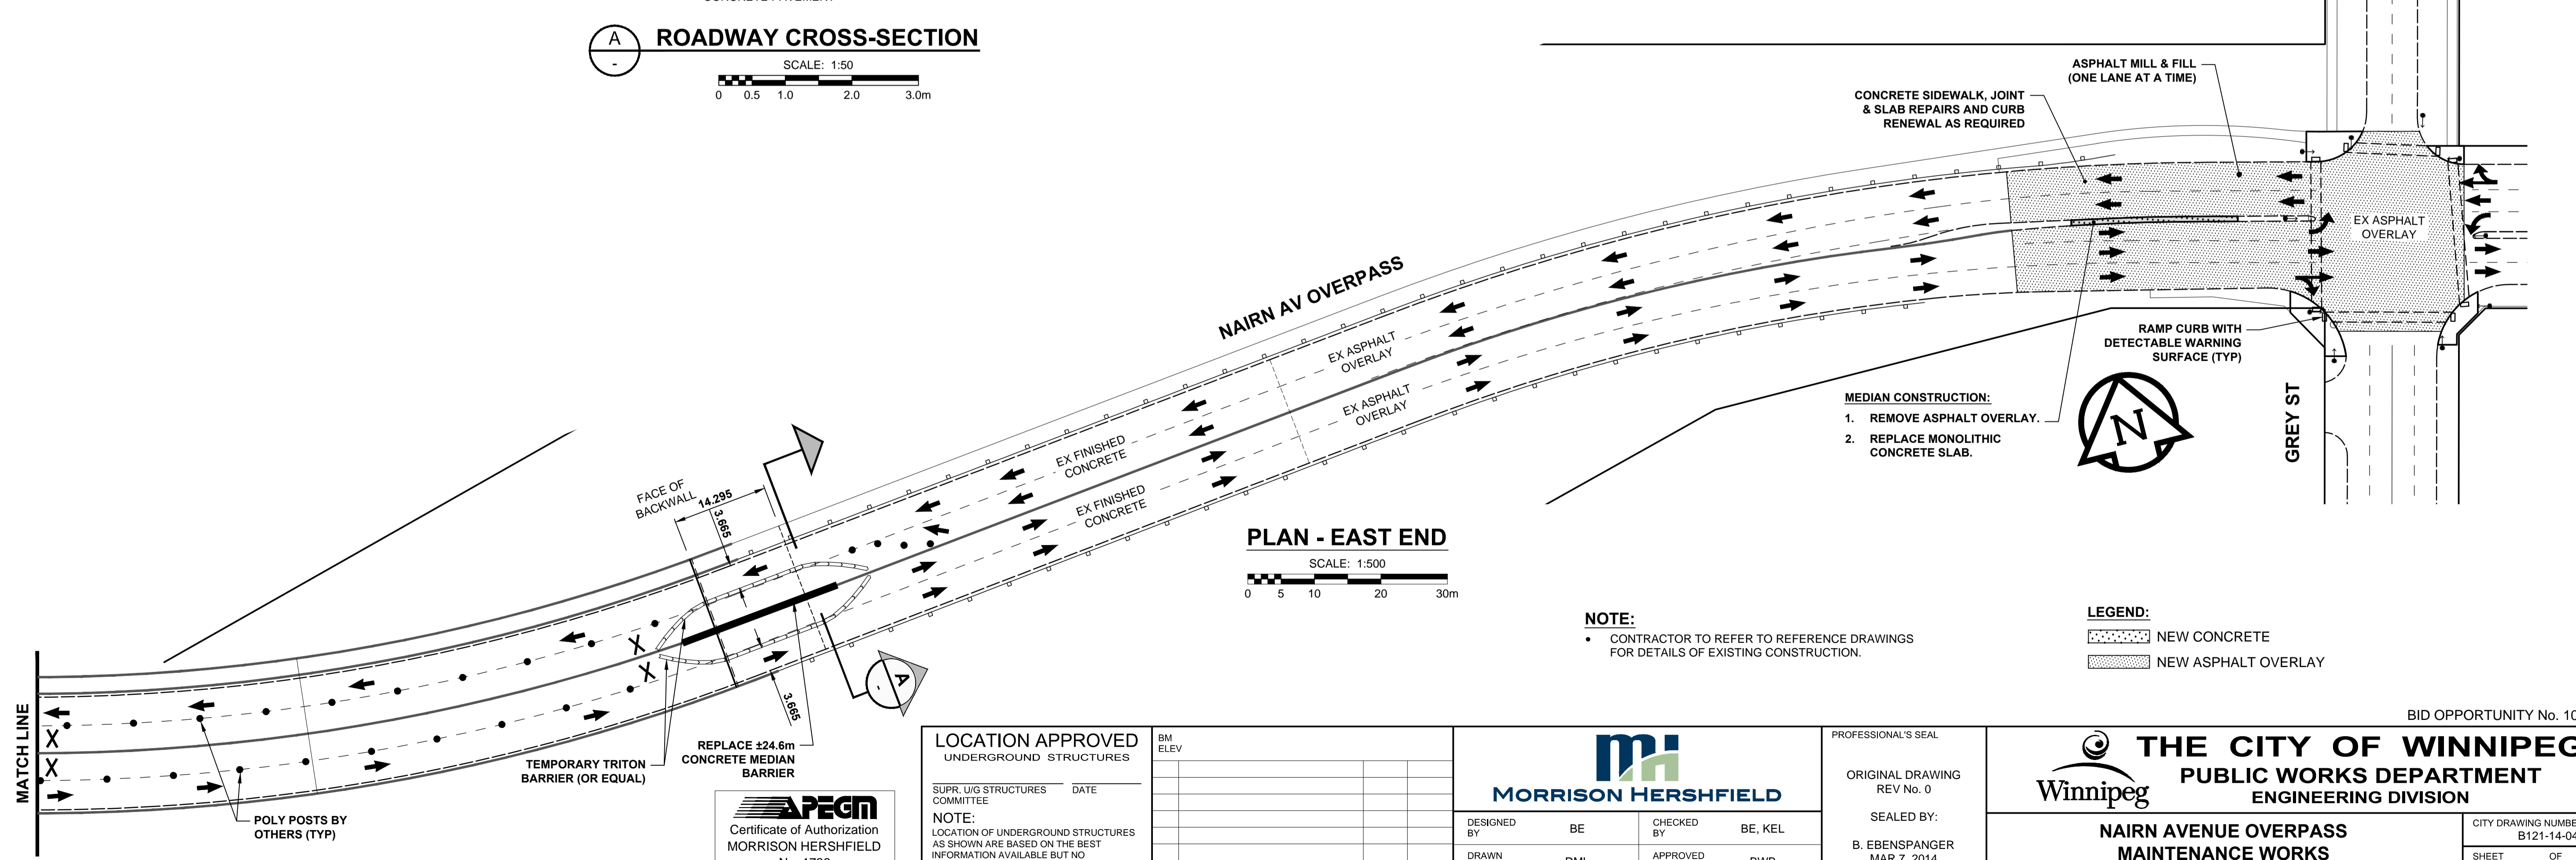 A
-
ROADWAY CROSS-SECTION
SCALE: 1:50
0 0.5 1.0 2.0 3.0m
ASPHALT MILL & FILL
(ONE LANE AT A TIME)
CONCRETE SIDEWALK, JOINT
& SLAB REPAIRS AND CURB
RENEWAL AS REQUIRED
EX ASPHALT
OVERLAY
NAIRN AV OVERPASS
EX ASPHALT
OVERLAY
EX ASPHALT
OVERLAY
RAMP CURB WITH
DETECTABLE WARNING
SURFACE (TYP)
GREY ST
MEDIAN CONSTRUCTION:
1. REMOVE ASPHALT OVERLAY.
2. REPLACE MONOLITHIC
CONCRETE SLAB.
N
EX FINISHED
CONCRETE
EX FINISHED
CONCRETE
FACE OF
BACKWALL
14.295
3.665
PLAN - EAST END
SCALE: 1:500
0 5 10 20 30m
NOTE:
• CONTRACTOR TO REFER TO REFERENCE DRAWINGS
FOR DETAILS OF EXISTING CONSTRUCTION.
LEGEND:
NEW CONCRETE
NEW ASPHALT OVERLAY
X
X
A
-
3.665
MATCH LINE
X
X
REPLACE ±24.6m
CONCRETE MEDIAN
BARRIER
TEMPORARY TRITON
BARRIER (OR EQUAL)
POLY POSTS BY
OTHERS (TYP)
APEGM
Certificate of Authorization
MORRISON HERSHFIELD
LOCATION APPROVED
UNDERGROUND STRUCTURES
SUPR. U/G STRUCTURES DATE
COMMITTEE
NOTE:
LOCATION OF UNDERGROUND STRUCTURES
AS SHOWN ARE BASED ON THE BEST
INFORMATION AVAILABLE BUT NO
BM
ELEV
MORRISON HERSHFIELD
DESIGNED
BY
BE
CHECKED
BY
BE, KEL
DRAWN
APPROVED
PROFESSIONAL'S SEAL
ORIGINAL DRAWING
REV No. 0
SEALED BY:
B. EBENSPANGER
MAR 7, 2014
BID OPPORTUNITY No. 10
Winnipeg
THE CITY OF WINNIPEG
PUBLIC WORKS DEPARTMENT
ENGINEERING DIVISION
NAIRN AVENUE OVERPASS
MAINTENANCE WORKS
CITY DRAWING NUMBE
B121-14-04
SHEET OF